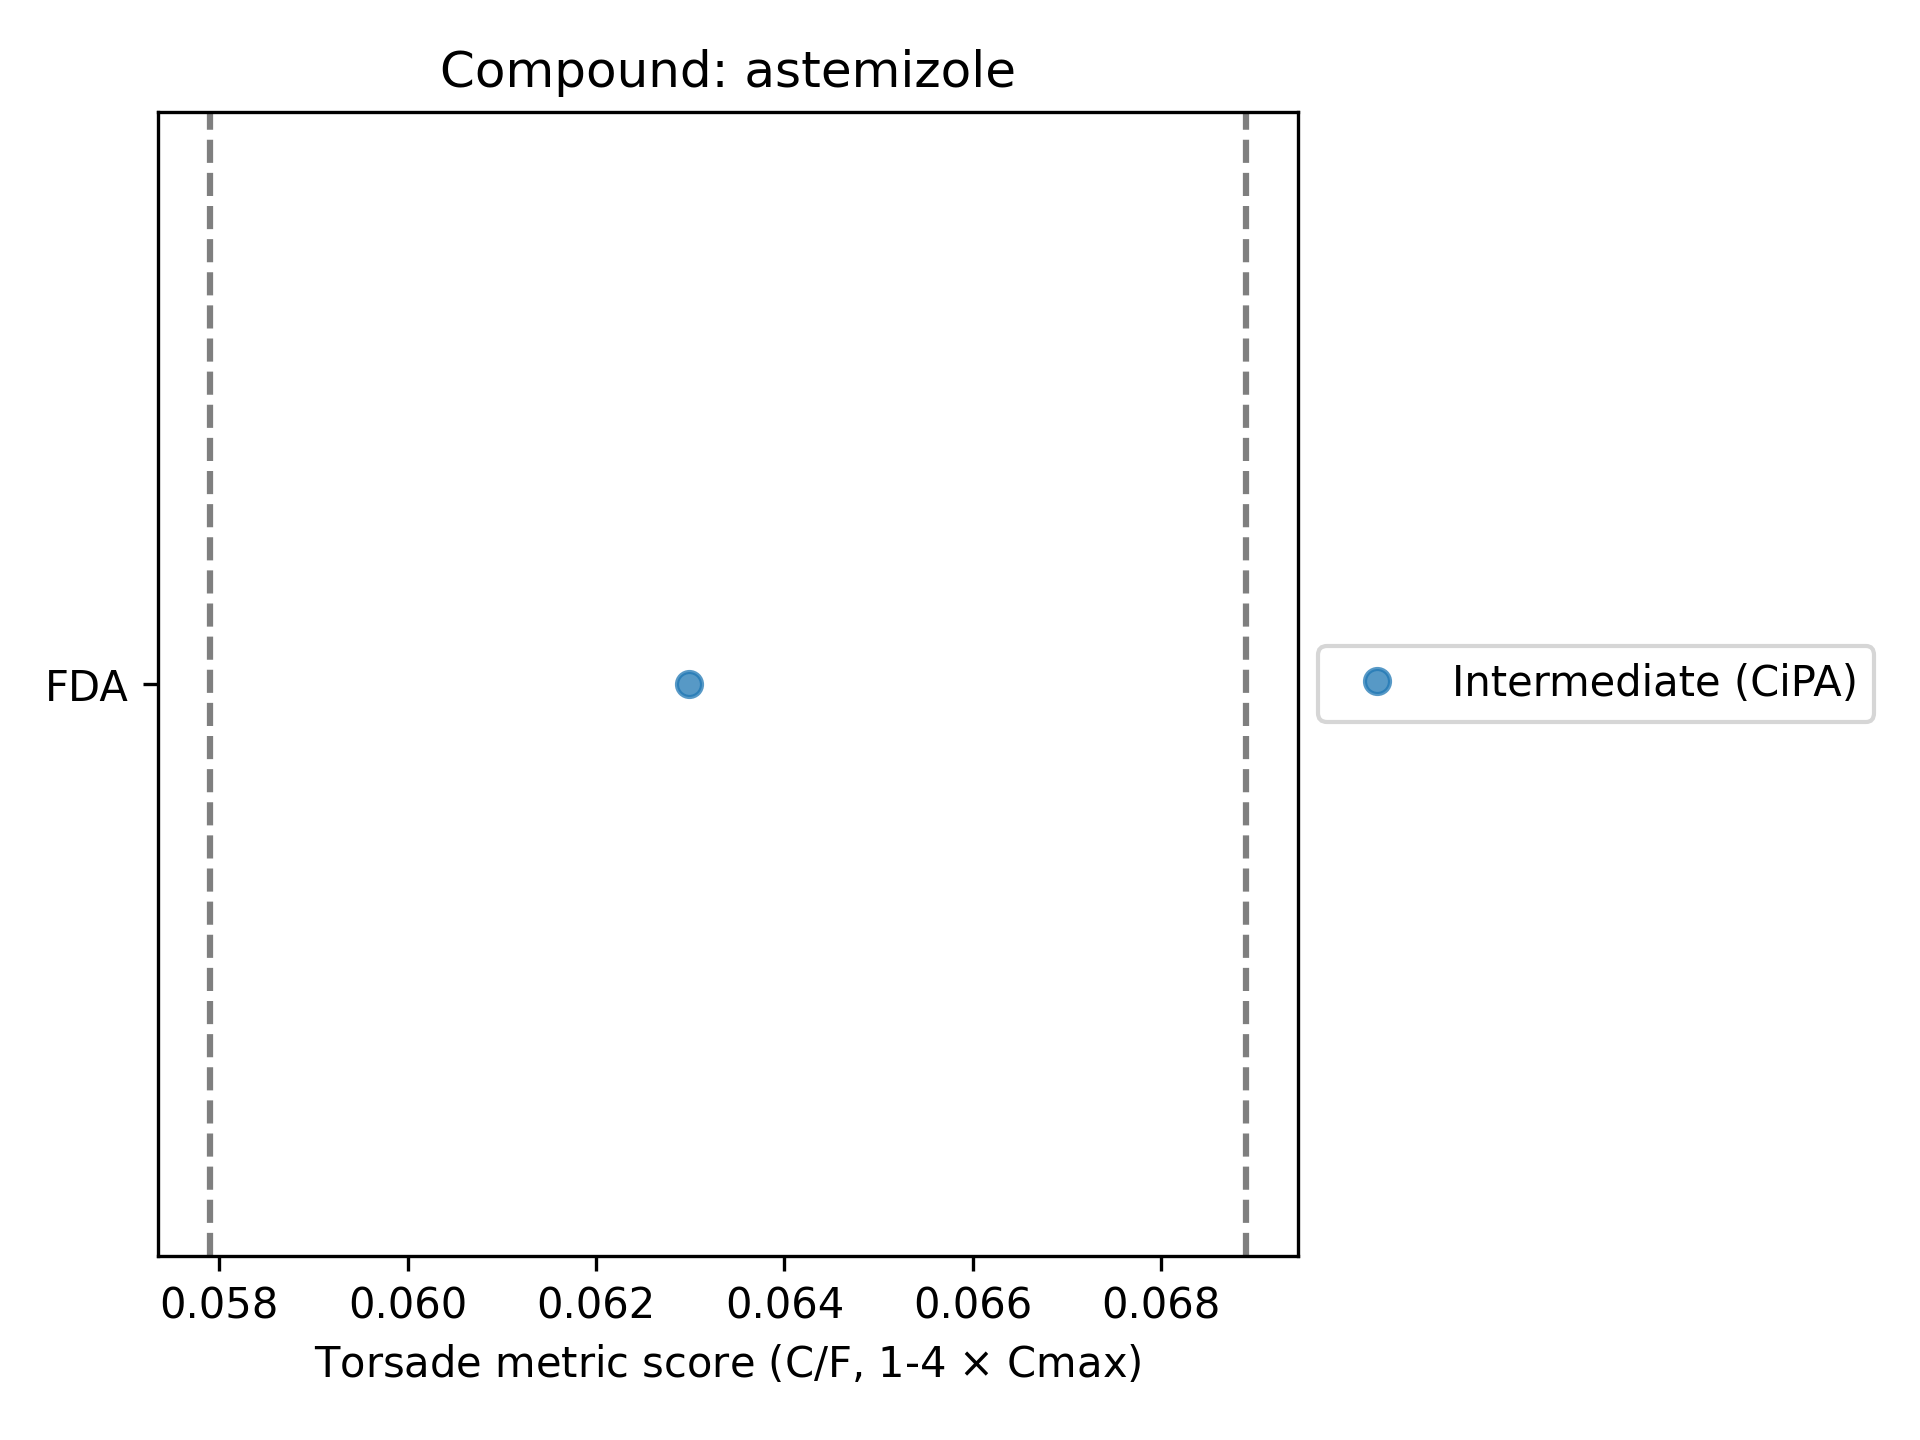 Compound: astemizole
FDA
Intermediate (CiPA)
0.058 0.060 0.062 0.064 0.066 0.068
Torsade metric score (C/F, 1-4 × Cmax)